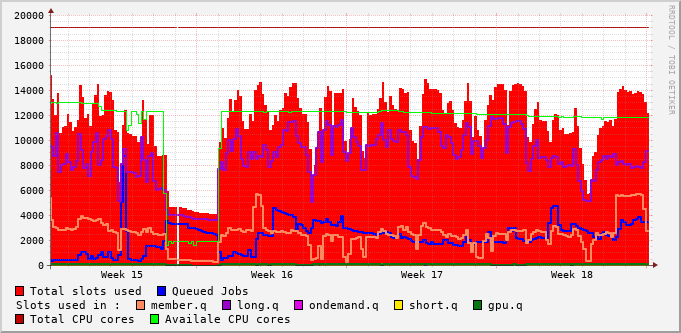 20000
18000
16000
14000
12000
10000
8000
6000
4000
2000
0
Week 15 Week 16 Week 17 Week 18
RRDTOOL / TOBI OETIKER
Total slots used Queued Jobs
Slots used in : member.q long.q ondemand.q short.q gpu.q
Total CPU cores Availale CPU cores